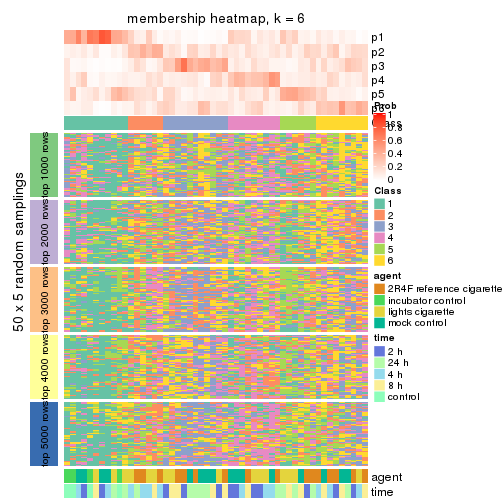 membership heatmap, k = 6
p1
p2
p3
p4
p5
p6
Prob
1
0.8
0.6
0.4
0.2
0
Class
Class
1
2
3
4
5
6
agent
2R4F reference cigarette
incubator control
lights cigarette
mock control
time
2 h
24 h
4 h
8 h
control
50 x 5 random samplings
top 1000 rows
top 2000 rows
top 3000 rows
top 4000 rows
top 5000 rows
agent
time